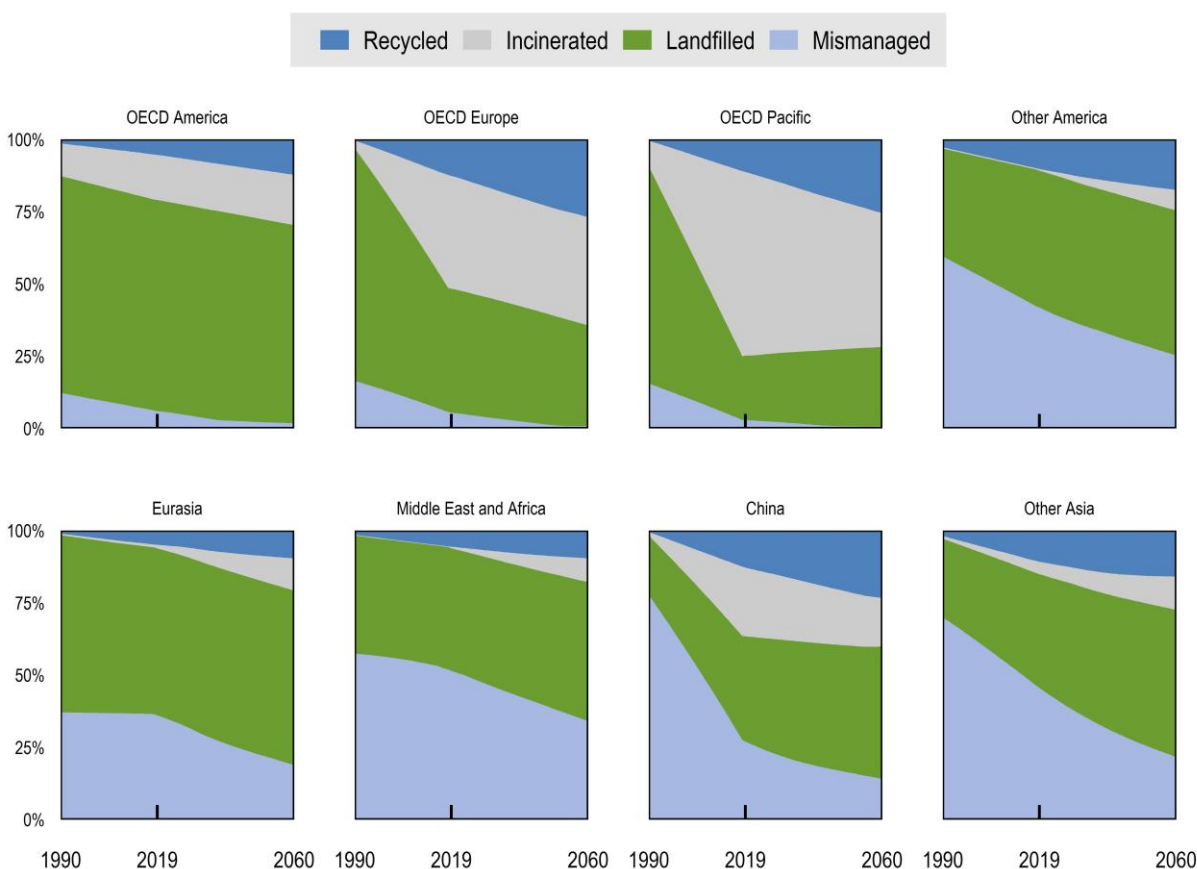 Recycled Incinerated Landfilled Mismanaged
OECD America OECD Europe OECD Pacific Other America
100%
75%
50%
25%
0%
Eurasia Middle East and Africa China Other Asia
100%
75%
50%
25%
0%
1990 2019 2060 1990 2019 2060 1990 2019 2060 1990 2019 2060